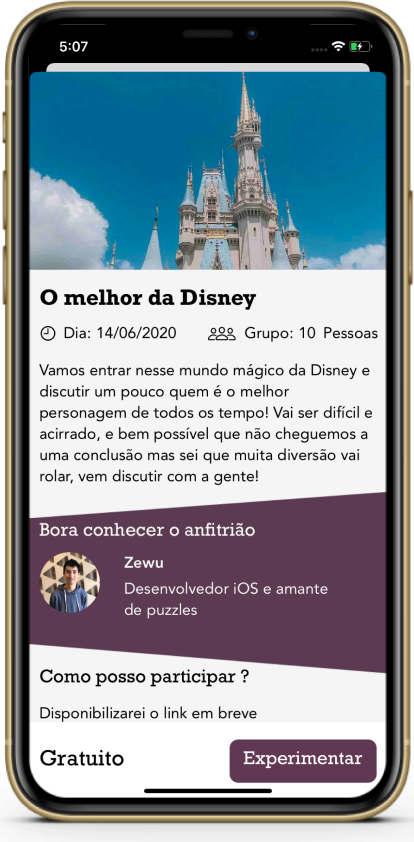 5:07
O melhor da Disney
Dia: 14/06/2020 Grupo: 10 Pessoas
Vamos entrar nesse mundo mágico da Disney e
discutir um pouco quem é o melhor
personagem de todos os tempo! Vai ser difícil e
acirrado, e bem possível que não cheguemos a
uma conclusão mas sei que muita diversão vai
rolar, vem discutir com a gente!
Bora conhecer o anfitrião
Zewu
Desenvolvedor iOS e amante
de puzzles
Como posso participar ?
Disponibilizarei o link em breve
Gratuito Experimentar